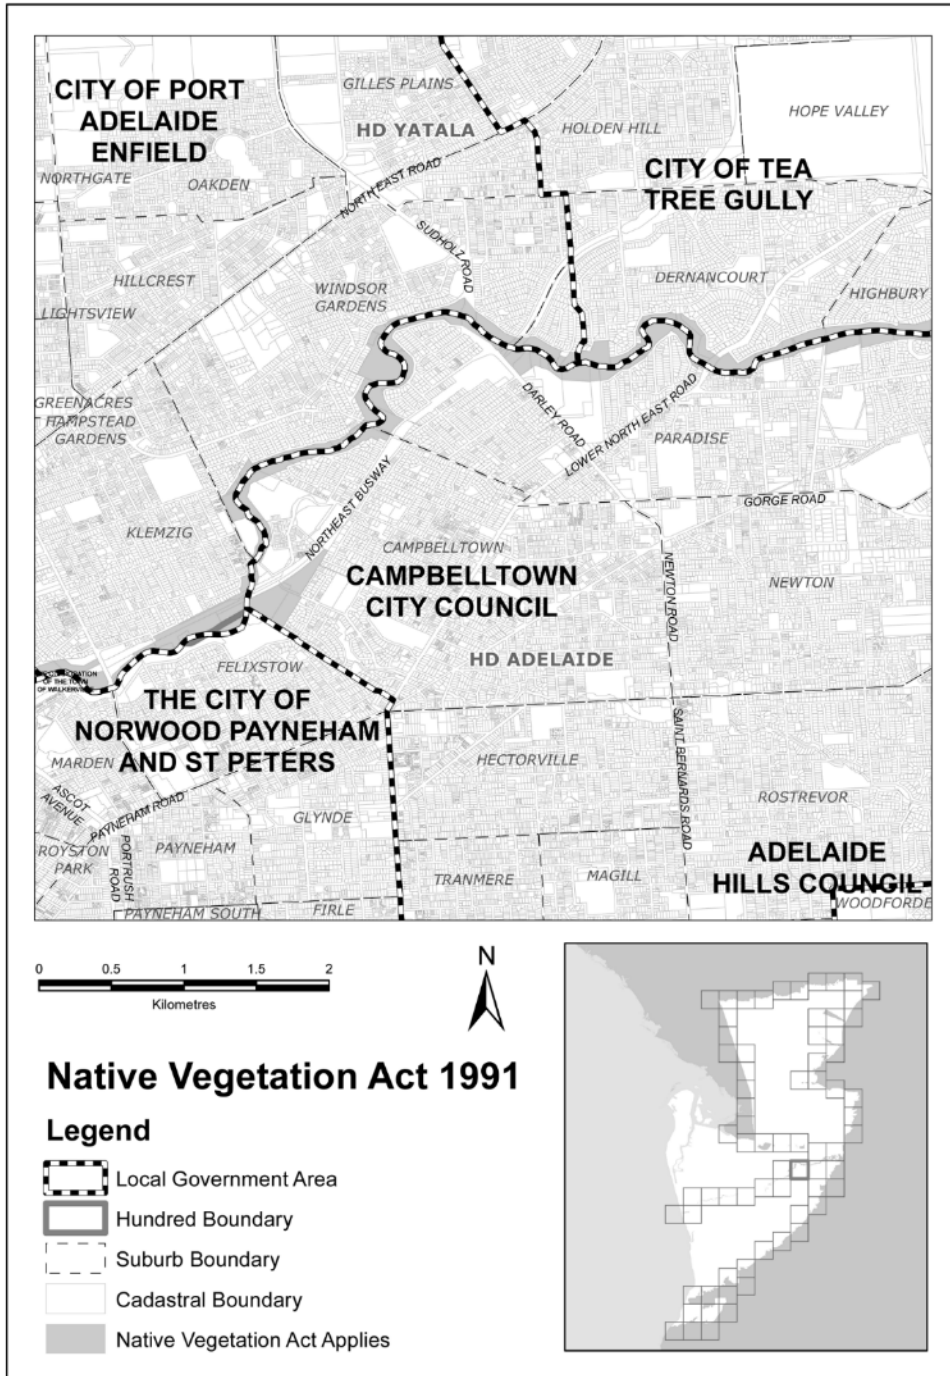 CITY OF PORT
ADELAIDE
ENFIELD
GILLES PLAINS
HD YATALA
HOLDEN HILL
HOPE VALLEY
NORTHGATE
OAKDEN
NORTH EAST ROAD
CITY OF TEA
TREE GULLY
SUDHOLZ ROAD
HILLCREST
WINDSOR
GARDENS
DERNANCOURT
HIGHBURY
LIGHTSVIEW
GREENACRES
HAMPSTEAD
GARDENS
DARLEY ROAD
LOWER NORTH EAST ROAD
PARADISE
NORTHEAST BUSWAY
GORGE ROAD
KLEMZIG
CAMPBELLTOWN
CAMPBELLTOWN
CITY COUNCIL
NEWTON ROAD
NEWTON
FELIXSTOW
HD ADELAIDE
OF THE TOWN
OF WALKERVILLE
THE CITY OF
NORWOOD PAYNEHAM
AND ST PETERS
MARDEN
HECTORVILLE
SAINT BERNARDS ROAD
ASCOT
AVENUE
PAYNEHAM ROAD
GLYNDE
ROSTREVOR
ROYSTON
PARK
PORTRUSH
ROAD
PAYNEHAM
TRANMERE
MAGILL
ADELAIDE
HILLS COUNCIL
WOODFORDE
PAYNEHAM SOUTH
FIRLE
0 0.5 1 1.5 2
Kilometres
N
Native Vegetation Act 1991
Legend
Local Government Area
Hundred Boundary
Suburb Boundary
Cadastral Boundary
Native Vegetation Act Applies